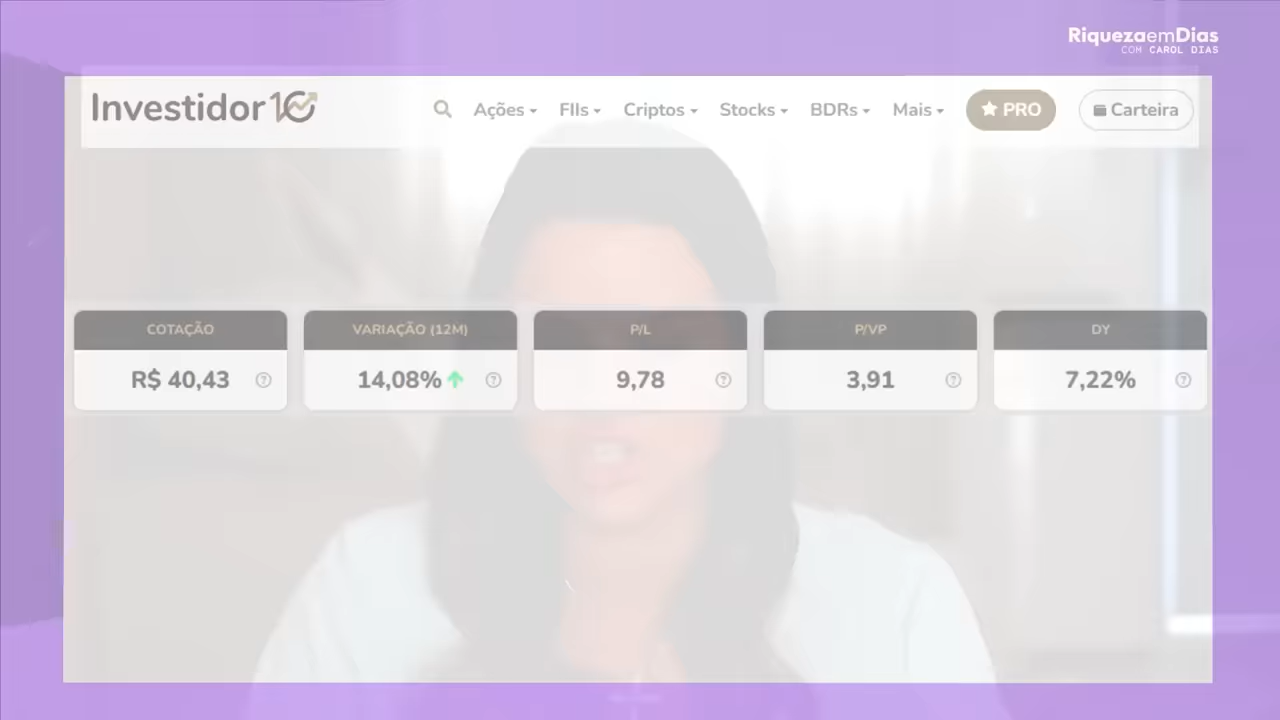 RiquezaemDias
COM CAROL DIAS
Investidor10
Ações
FIIs
Criptos
Stocks
BDRs
Mais
PRO
Carteira
COTAÇÃO
VARIAÇÃO (12M)
P/L
P/VP
DY
R$ 40,43
14,08%
9,78
3,91
7,22%